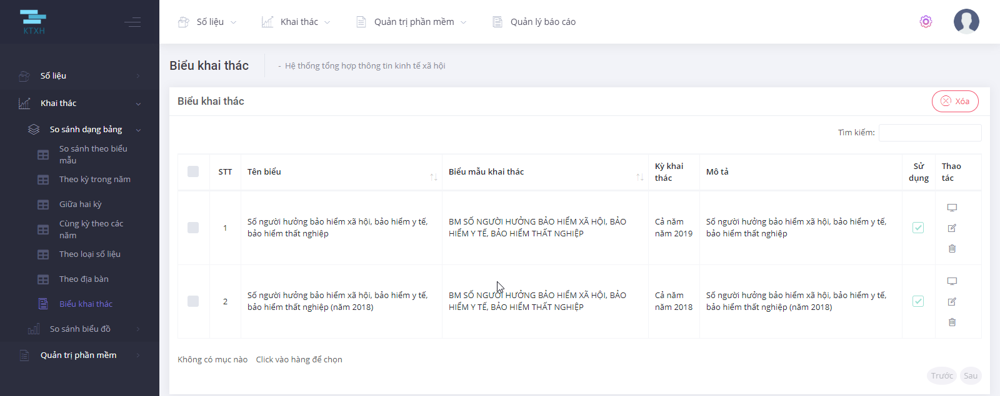 KTXH
Số liệu
Khai thác
Quản trị phần mềm
Quản lý báo cáo
Số liệu
Khai thác
So sánh dạng bảng
So sánh theo biểu
mẫu
Theo kỳ trong năm
Giữa hai kỳ
Cùng kỳ theo các
năm
Theo loại số liệu
Theo địa bàn
Biểu khai thác
So sánh biểu đồ
Quản trị phần mềm
Biểu khai thác
- Hệ thống tổng hợp thông tin kinh tế xã hội
Biểu khai thác
Xóa
Tìm kiếm:
STT
Tên biểu
Biểu mẫu khai thác
Kỳ khai
thác
Mô tả
Sử
dụng
Thao
tác
1
Số người hưởng bảo hiểm xã hội, bảo hiểm y tế,
bảo hiểm thất nghiệp
BM SỐ NGƯỜI HƯỞNG BẢO HIỂM XÃ HỘI, BẢO
HIỂM Y TẾ, BẢO HIỂM THẤT NGHIỆP
Cả năm
năm 2019
Số người hưởng bảo hiểm xã hội, bảo hiểm y tế,
bảo hiểm thất nghiệp
2
Số người hưởng bảo hiểm xã hội, bảo hiểm y tế,
bảo hiểm thất nghiệp (năm 2018)
BM SỐ NGƯỜI HƯỞNG BẢO HIỂM XÃ HỘI, BẢO
HIỂM Y TẾ, BẢO HIỂM THẤT NGHIỆP
Cả năm
năm 2018
Số người hưởng bảo hiểm xã hội, bảo hiểm y tế,
bảo hiểm thất nghiệp (năm 2018)
Không có mục nào
Click vào hàng để chọn
Trước
Sau